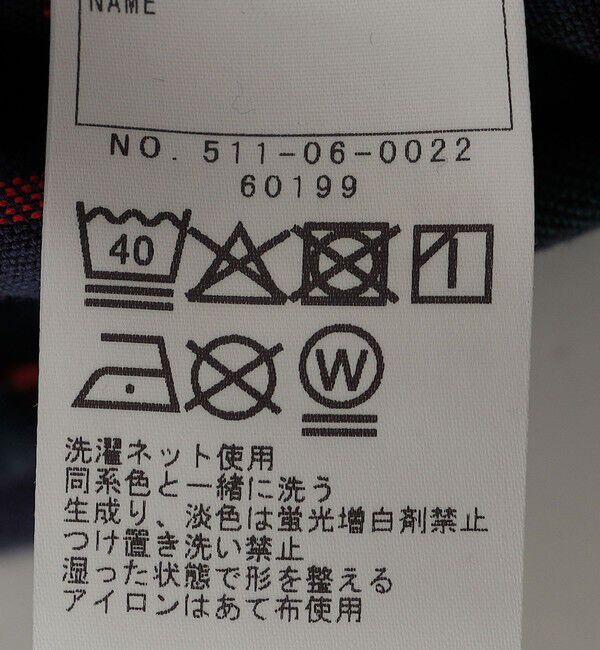 NAME
NO. 511-06-0022
60199
40
W
洗濯ネット使用
同系色と一緒に洗う
生成り、淡色は蛍光増白剤禁止
つけ置き洗い禁止
湿った状態で形を整える
アイロンはあて布使用